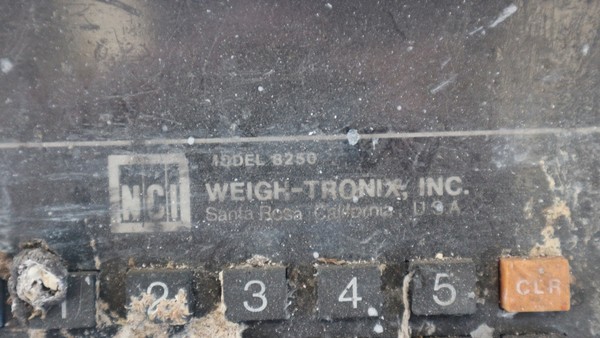 MODEL 8250
NCI
WEIGH-TRONIX, INC.
Santa Rosa, California, U.S.A.
1 2 3 4 5 CLR